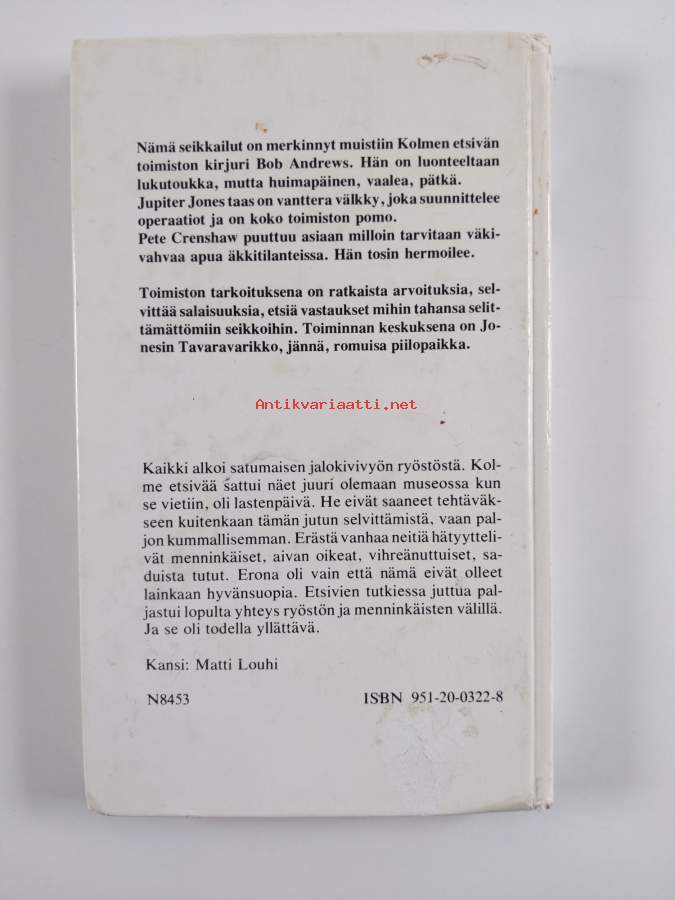 Nämä seikkailut on merkinnyt muistiin Kolmen etsivän
toimiston kirjuri Bob Andrews. Hän on luonteeltaan
lukutoukka, mutta huimapäinen, vaalea, pätkä.
Jupiter Jones taas on vanttera välkky, joka suunnittelee
operaatiot ja on koko toimiston pomo.
Pete Crenshaw puuttuu asiaan milloin tarvitaan väki-
vahvaa apua äkkitilanteissa. Hän tosin hermoilee.
Toimiston tarkoituksena on ratkaista arvoituksia, sel-
vittää salaisuuksia, etsiä vastaukset mihin tahansa selit-
tämättömiin seikkoihin. Toiminnan keskuksena on Jo-
nesin Tavaravarikko, jännä, romuisa piilopaikka.
Antikvariaatti.net
Kaikki alkoi satumaisen jalokivivyön ryöstöstä. Kol-
me etsivää sattui näet juuri olemaan museossa kun
se vietiin, oli lastenpäivä. He eivät saaneet tehtäväk-
seen kuitenkaan tämän jutun selvittämistä, vaan pal-
jon kummallisemman. Erästä vanhaa neitiä hätyytteli-
vät menninkäiset, aivan oikeat, vihreänuttuiset, sa-
duista tutut. Erona oli vain että nämä eivät olleet
lainkaan hyvänsuopia. Etsivien tutkiessa juttua pal-
jastui lopulta yhteys ryöstön ja menninkäisten välillä.
Ja se oli todella yllättävä.
Kansi: Matti Louhi
N8453 ISBN 951-20-0322-8